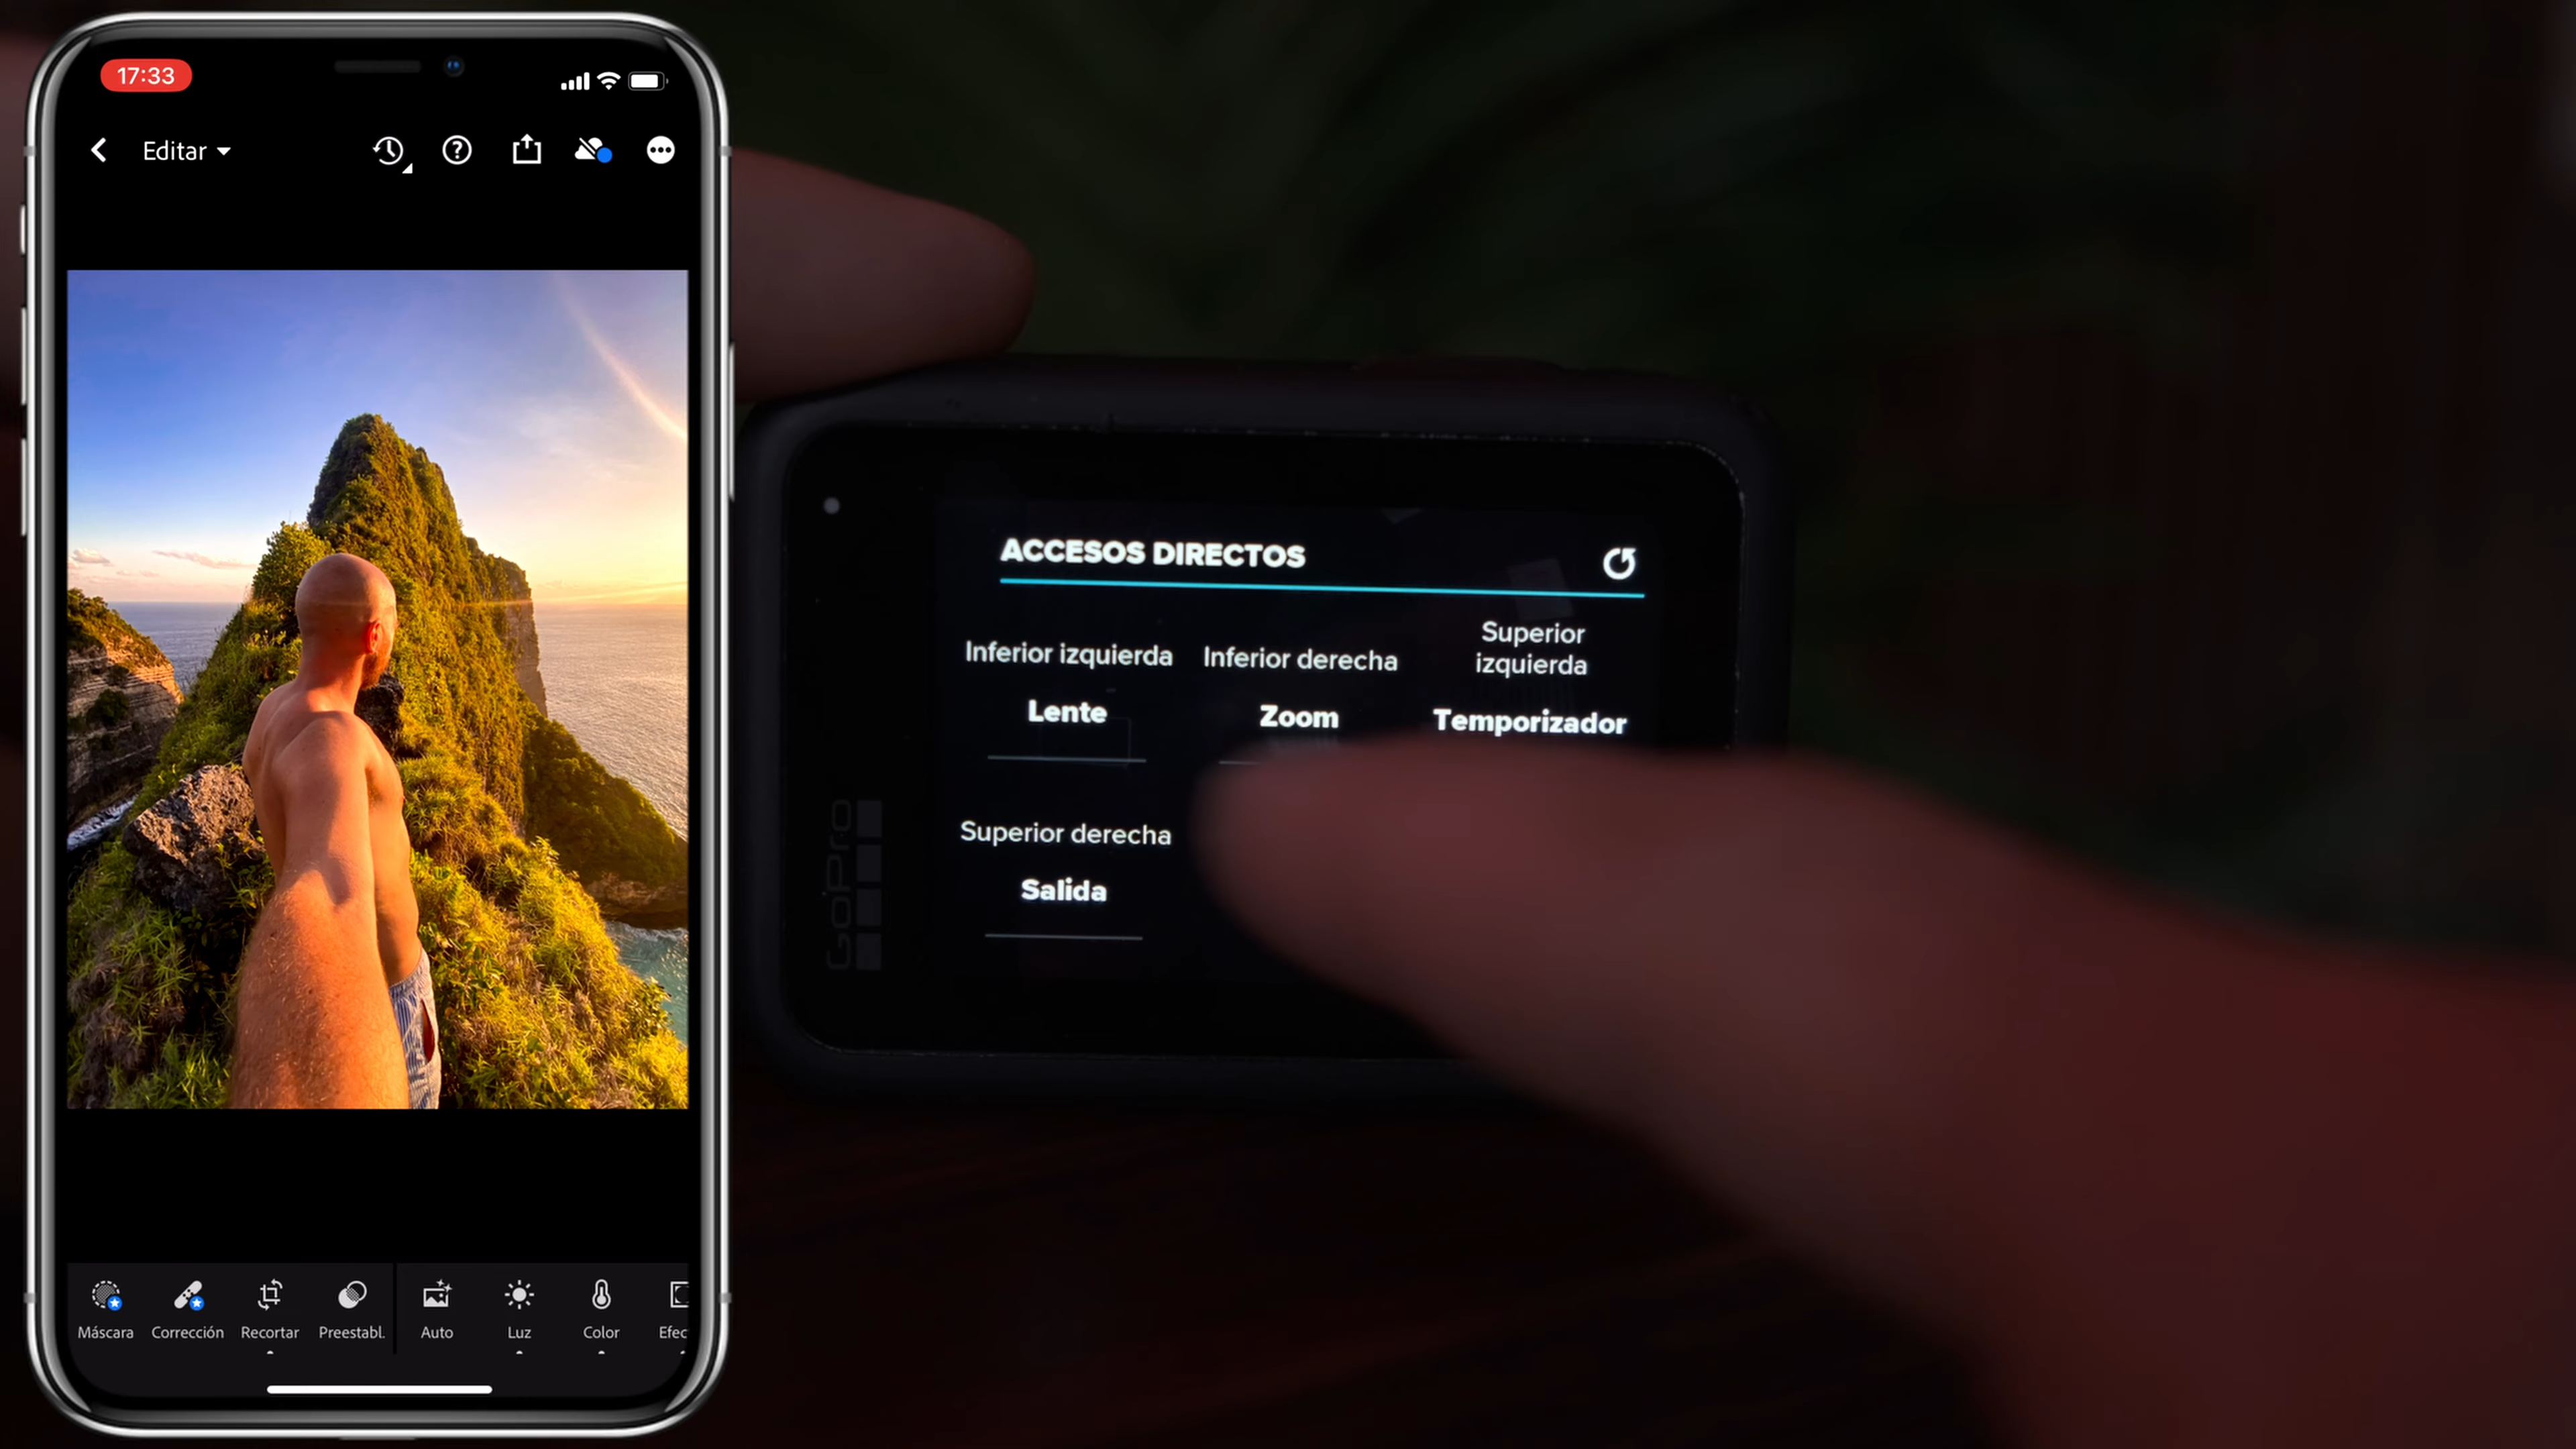 17:33
Editar
Máscara
Corrección
Recortar
Preestabl.
Auto
Luz
Color
Efec
GoPro
ACCESOS DIRECTOS
Inferior izquierda
Lente
Inferior derecha
Zoom
Superior
izquierda
Temporizador
Superior derecha
Salida